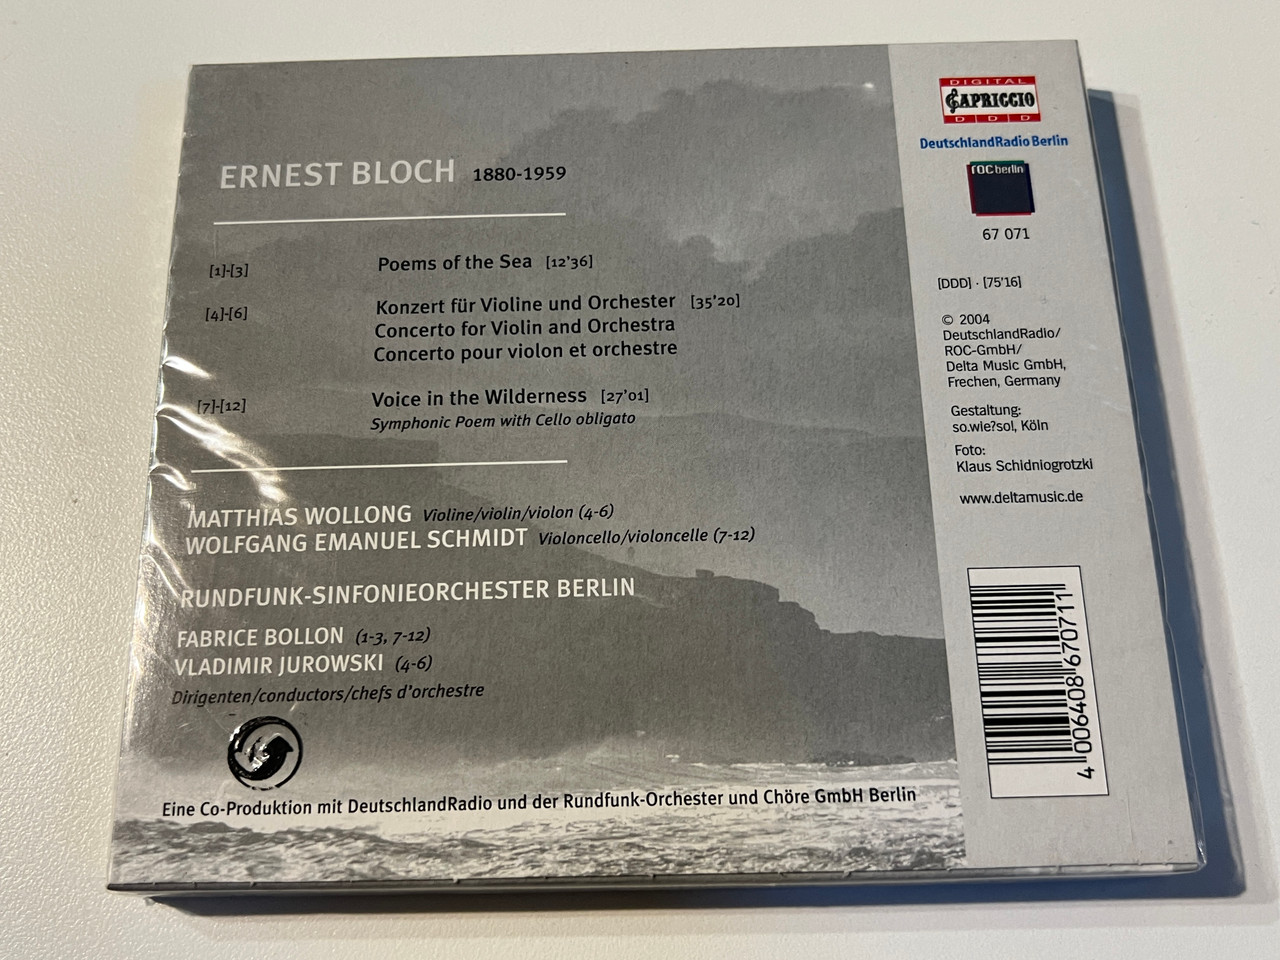 ERNEST BLOCH 1880-1959
[1]-[3] Poems of the Sea [12'36]
[4]-[6] Konzert für Violine und Orchester [35'20]
Concerto for Violin and Orchestra
Concerto pour violon et orchestre
[7]-[12] Voice in the Wilderness [27'01]
Symphonic Poem with Cello obligato
MATTHIAS WOLLONG Violine/violin/violon (4-6)
WOLFGANG EMANUEL SCHMIDT Violoncello/violoncelle (7-12)
RUNDFUNK-SINFONIEORCHESTER BERLIN
FABRICE BOLLON (1-3, 7-12)
VLADIMIR JUROWSKI (4-6)
Dirigenten/conductors/chefs d'orchestre
Eine Co-Produktion mit DeutschlandRadio und der Rundfunk-Orchester und Chöre GmbH Berlin
DIGITAL
CAPRICCIO
D D D
DeutschlandRadio Berlin
roc berlin
67 071
[DDD] · [75'16]
© 2004
DeutschlandRadio/
ROC-GmbH/
Delta Music GmbH,
Frechen, Germany
Gestaltung:
so.wie?so!, Köln
Foto:
Klaus Schidniogrotzki
www.deltamusic.de
4 006408 670711